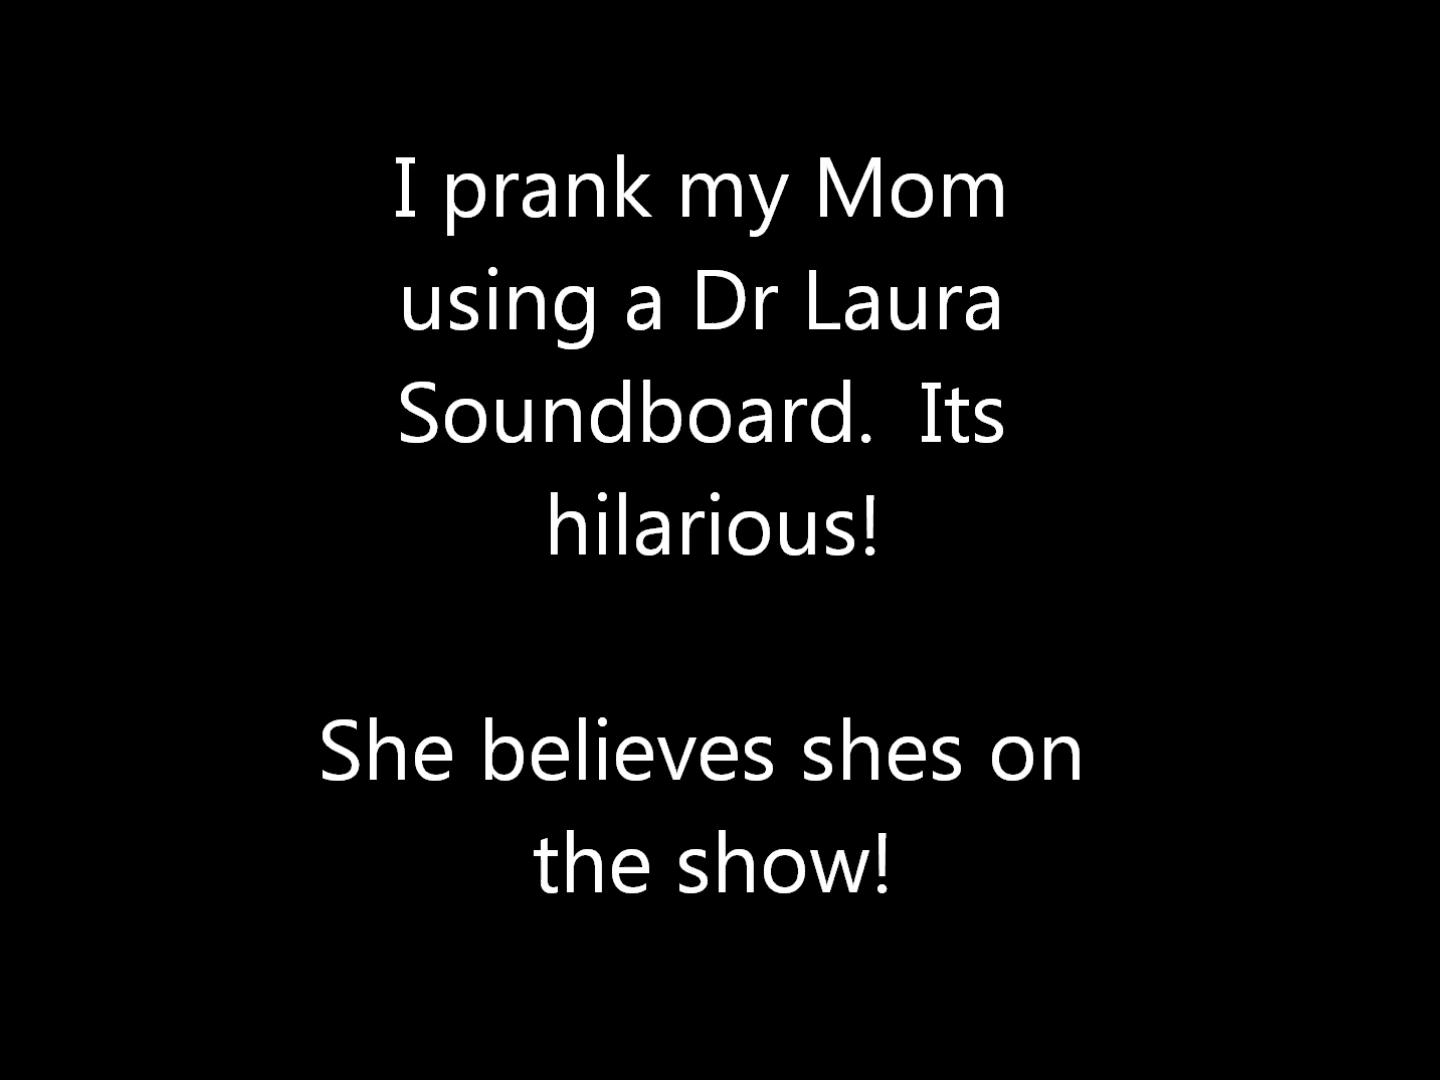 I prank my Mom
using a Dr Laura
Soundboard.  Its
hilarious!
She believes shes on
the show!